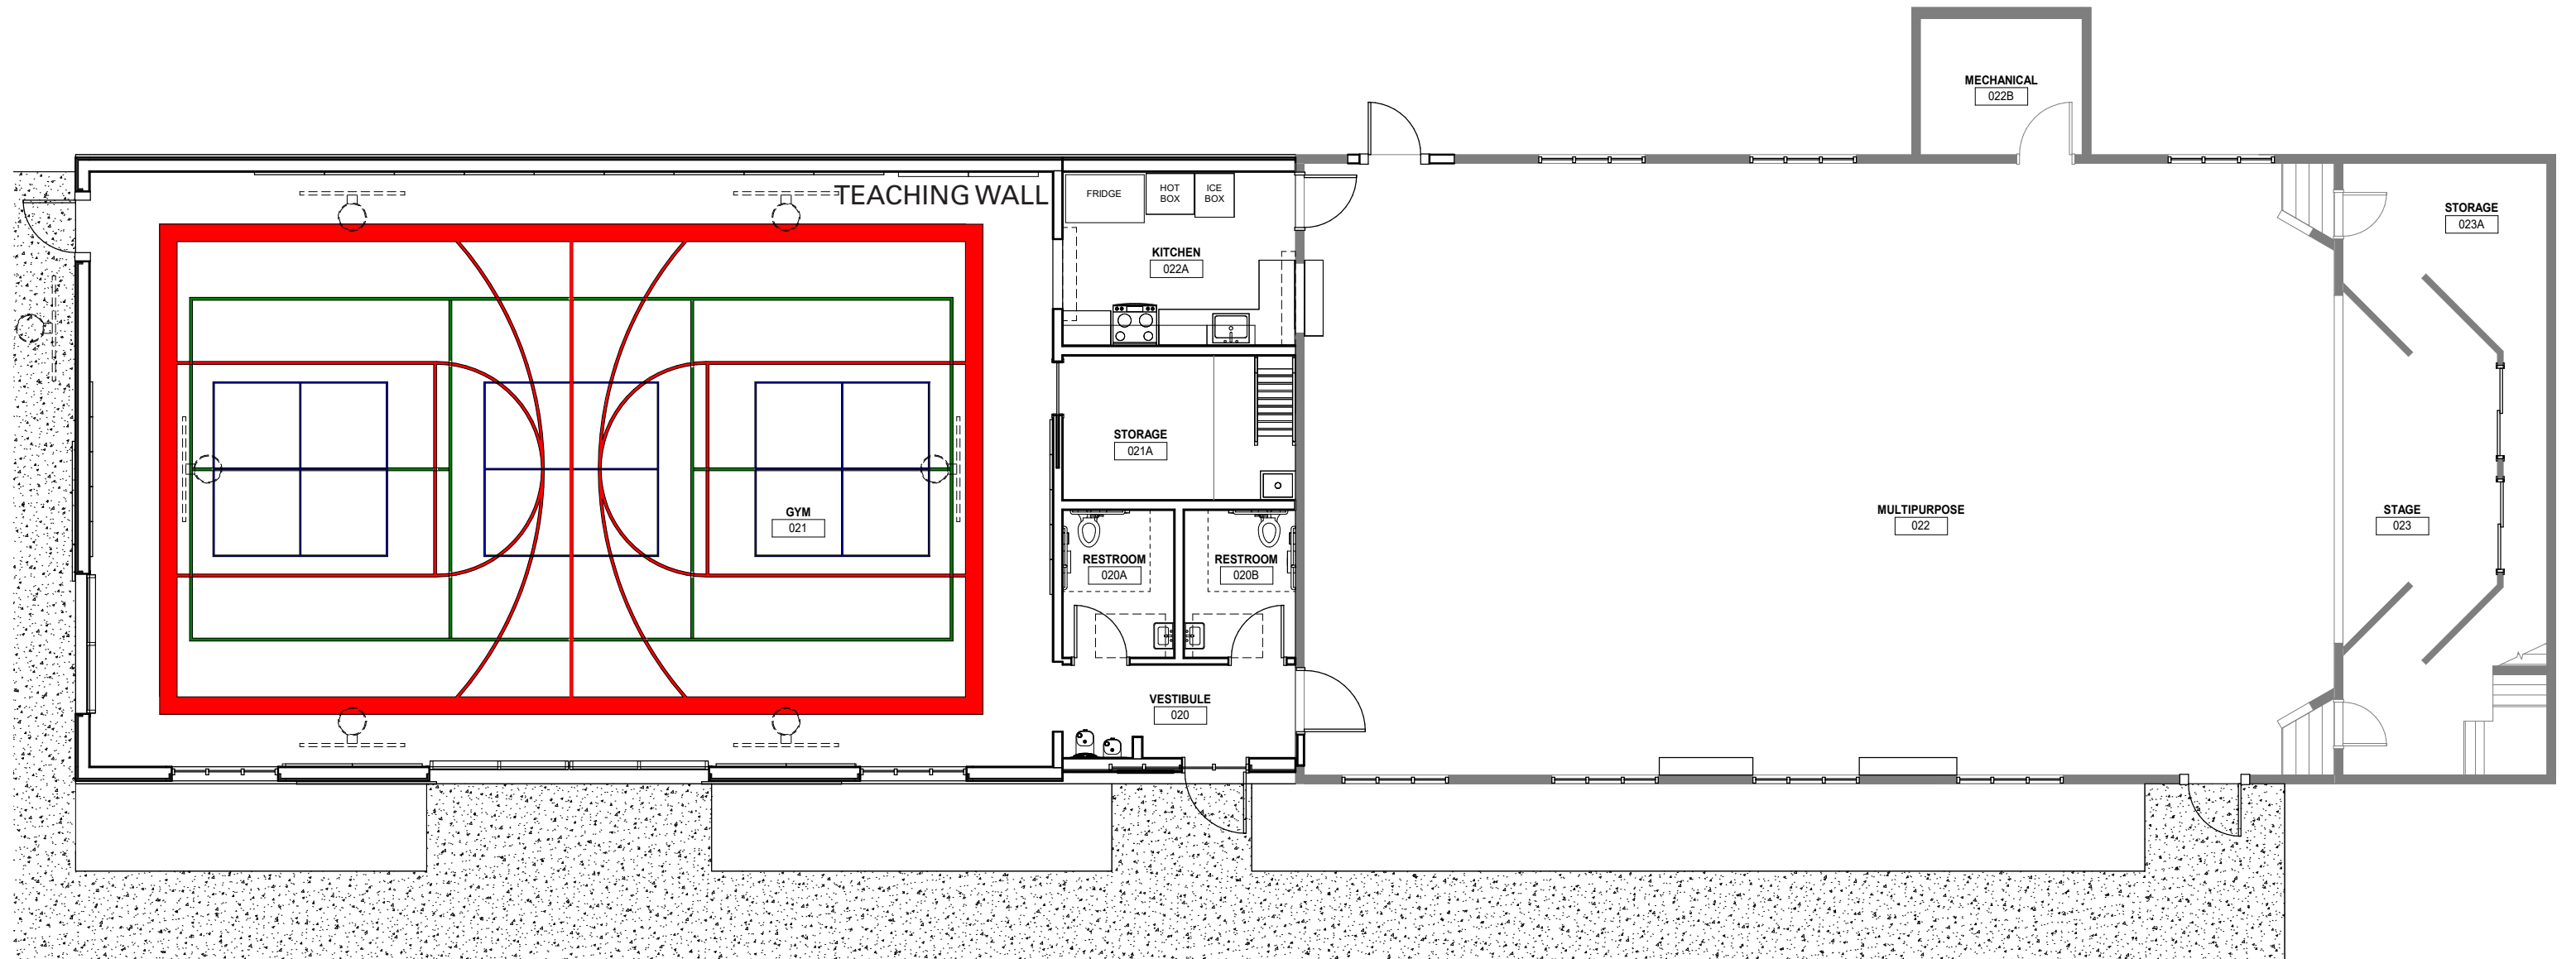 MECHANICAL
022B
TEACHING WALL
FRIDGE
HOT
BOX
ICE
BOX
STORAGE
023A
KITCHEN
022A
STORAGE
021A
GYM
021
MULTIPURPOSE
022
STAGE
023
RESTROOM
020A
RESTROOM
020B
VESTIBULE
020